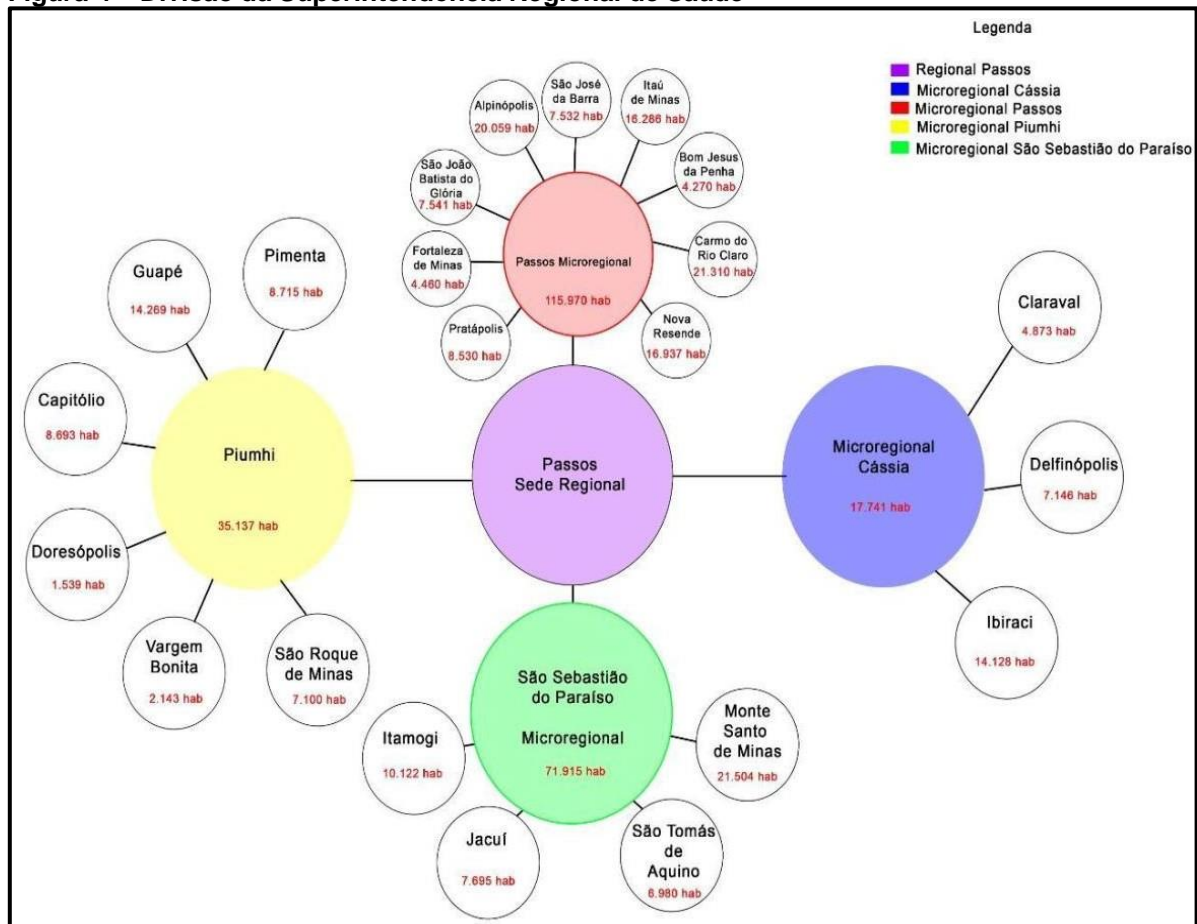 Figura 4 – Divisão da Superintendência Regional de Saúde
Legenda
Regional Passos
Microregional Cássia
Microregional Passos
Microregional Piumhi
Microregional São Sebastião do Paraíso
São José
da Barra
7.532 hab
Itaú
de Minas
16.286 hab
Alpinópolis
20.059 hab
Bom Jesus
da Penha
4.270 hab
São João
Batista do
Glória
7.541 hab
Carmo do
Rio Claro
21.310 hab
Fortaleza
de Minas
4.460 hab
Passos Microregional
115.970 hab
Nova
Resende
16.937 hab
Pratápolis
8.530 hab
Guapé
14.269 hab
Pimenta
8.715 hab
Capitólio
8.693 hab
Piumhi
35.137 hab
Doresópolis
1.539 hab
Vargem
Bonita
2.143 hab
São Roque
de Minas
7.100 hab
Passos
Sede Regional
Claraval
4.873 hab
Microregional
Cássia
17.741 hab
Delfinópolis
7.146 hab
Ibiraci
14.128 hab
São Sebastião
do Paraíso
Microregional
71.915 hab
Itamogi
10.122 hab
Monte
Santo
de Minas
21.504 hab
Jacuí
7.695 hab
São Tomás
de
Aquino
6.980 hab